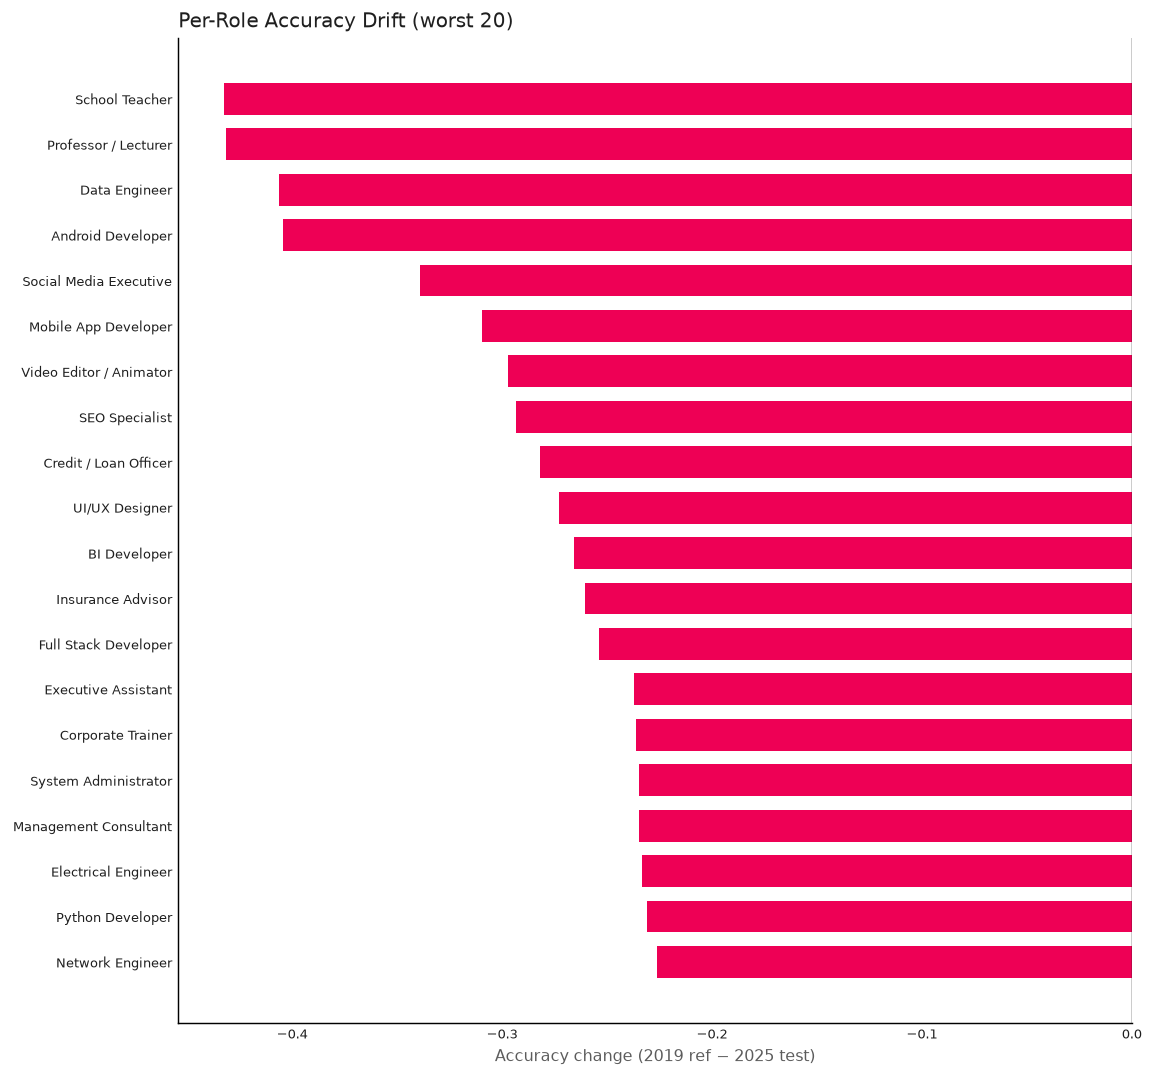 Per-Role Accuracy Drift (worst 20)
School Teacher
Professor / Lecturer
Data Engineer
Android Developer
Social Media Executive
Mobile App Developer
Video Editor / Animator
SEO Specialist
Credit / Loan Officer
UI/UX Designer
BI Developer
Insurance Advisor
Full Stack Developer
Executive Assistant
Corporate Trainer
System Administrator
Management Consultant
Electrical Engineer
Python Developer
Network Engineer
−0.4 −0.3 −0.2 −0.1 0.0
Accuracy change (2019 ref − 2025 test)